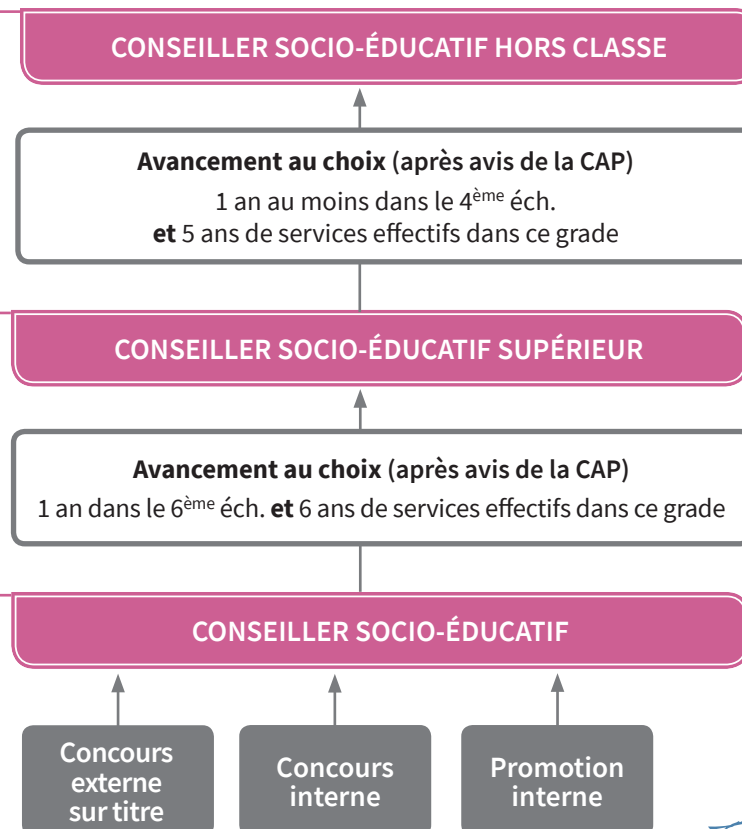 CONSEILLER SOCIO-ÉDUCATIF HORS CLASSE
Avancement au choix (après avis de la CAP)
1 an au moins dans le 4ème éch.
et 5 ans de services effectifs dans ce grade
CONSEILLER SOCIO-ÉDUCATIF SUPÉRIEUR
Avancement au choix (après avis de la CAP)
1 an dans le 6ème éch. et 6 ans de services effectifs dans ce grade
CONSEILLER SOCIO-ÉDUCATIF
Concours
externe
sur titre
Concours
interne
Promotion
interne